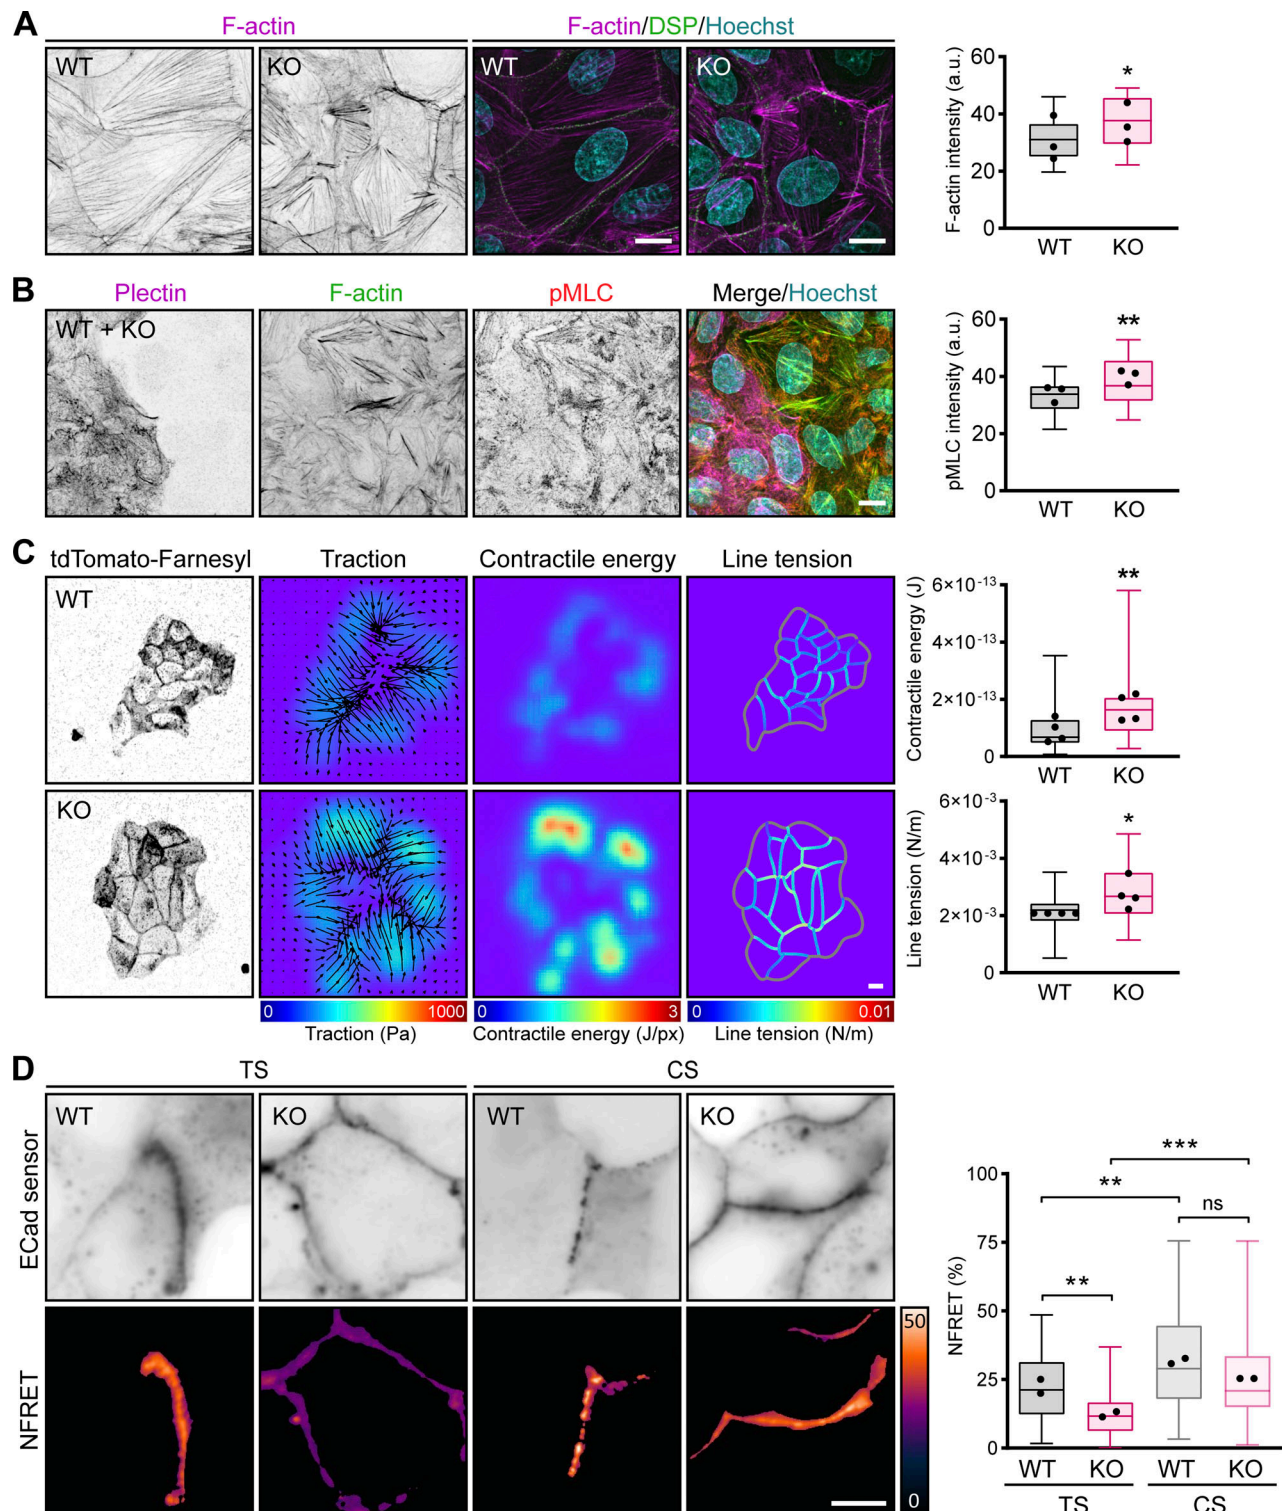 A
F-actin
F-actin/DSP/Hoechst
WT
KO
WT
KO
F-actin intensity (a.u.)
60
40
20
0
*
WT
KO
B
Plectin
F-actin
pMLC
Merge/Hoechst
WT + KO
pMLC intensity (a.u.)
60
40
20
0
**
WT
KO
C
tdTomato-Farnesyl
Traction
Contractile energy
Line tension
WT
KO
0
1000
Traction (Pa)
0
3
Contractile energy (J/px)
0
0.01
Line tension (N/m)
Contractile energy (J)
6×10-13
4×10-13
2×10-13
0
**
WT
KO
Line tension (N/m)
6×10-3
4×10-3
2×10-3
0
*
WT
KO
D
TS
CS
ECad sensor
WT
KO
WT
KO
NFRET
50
0
NFRET (%)
100
75
50
25
0
***
**
ns
**
WT
KO
WT
KO
TS
CS